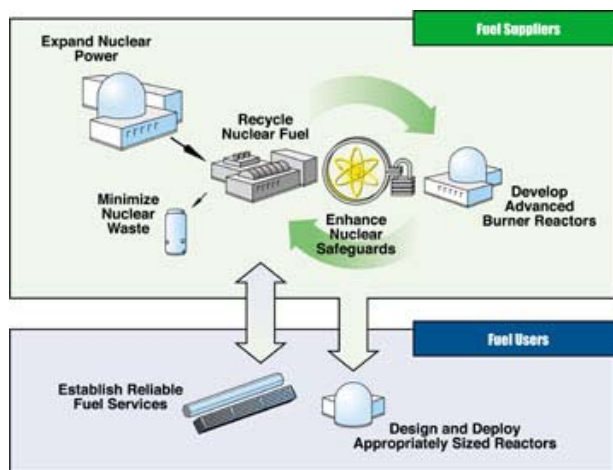 Fuel Suppliers
Expand Nuclear
Power
Recycle
Nuclear Fuel
Minimize
Nuclear
Waste
Enhance
Nuclear
Safeguards
Develop
Advanced
Burner Reactors
Fuel Users
Establish Reliable
Fuel Services
Design and Deploy
Appropriately Sized Reactors